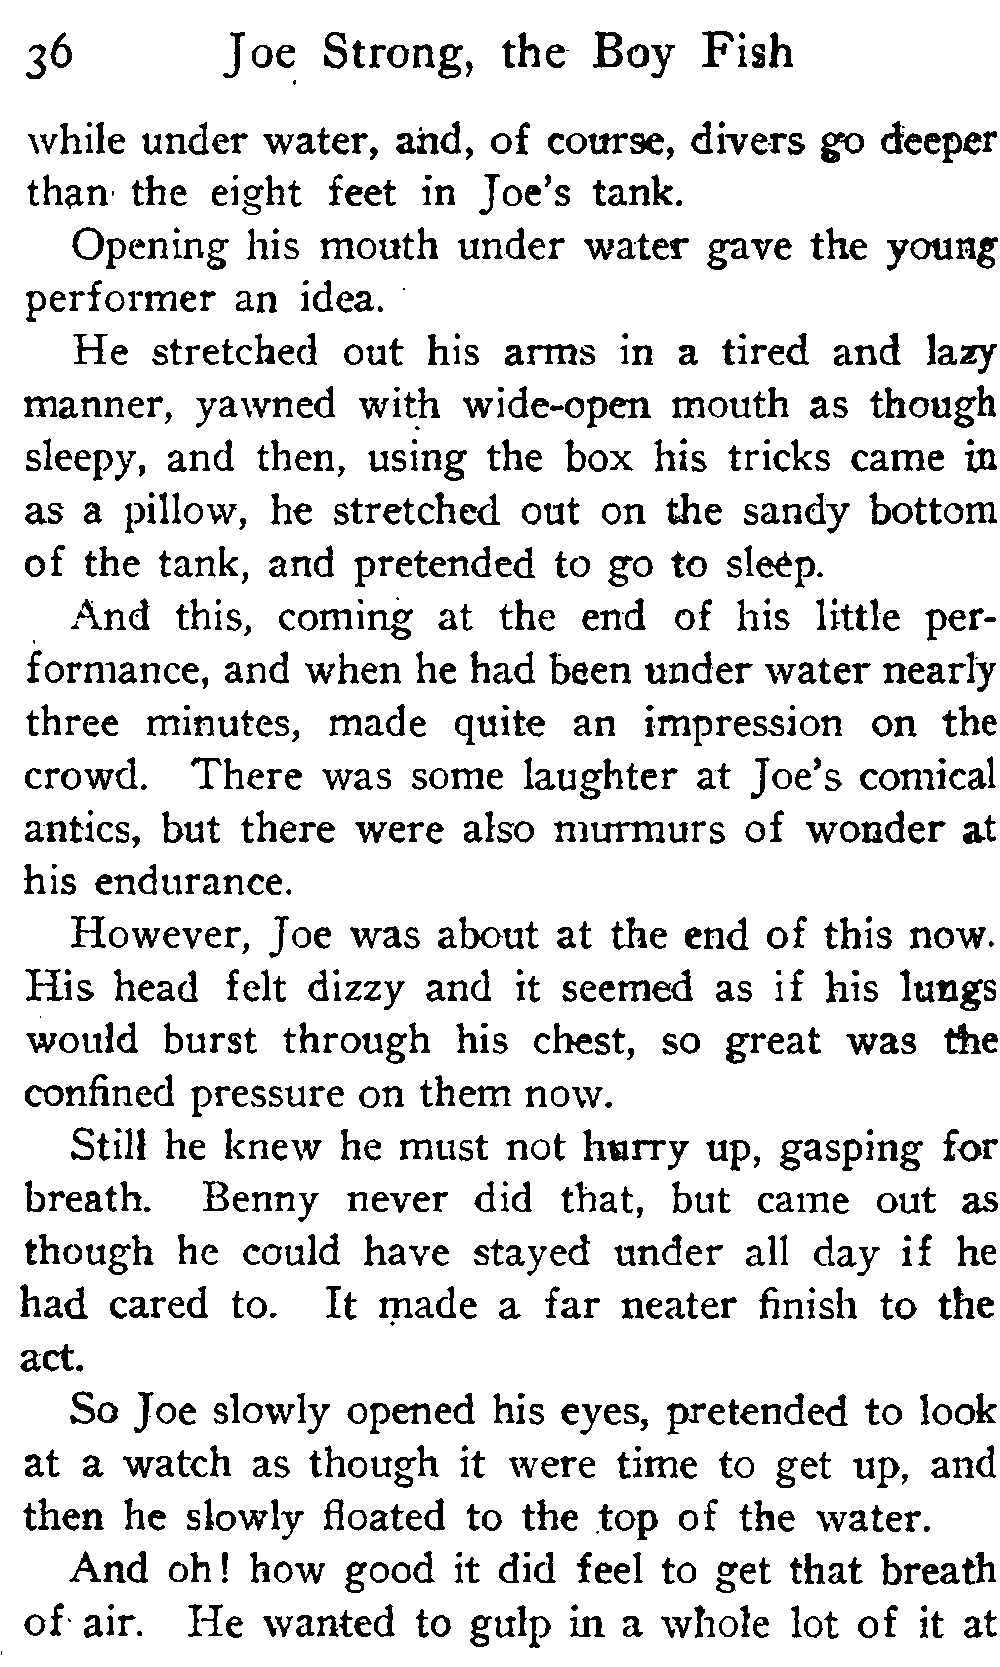 36 Joe Strong, the Boy Fish
while under water, and, of course, divers go deeper
than the eight feet in Joe's tank.
Opening his mouth under water gave the young
performer an idea.
He stretched out his arms in a tired and lazy
manner, yawned with wide-open mouth as though
sleepy, and then, using the box his tricks came in
as a pillow, he stretched out on the sandy bottom
of the tank, and pretended to go to sleep.
And this, coming at the end of his little per-
formance, and when he had been under water nearly
three minutes, made quite an impression on the
crowd. There was some laughter at Joe's comical
antics, but there were also murmurs of wonder at
his endurance.
However, Joe was about at the end of this now.
His head felt dizzy and it seemed as if his lungs
would burst through his chest, so great was the
confined pressure on them now.
Still he knew he must not hurry up, gasping for
breath. Benny never did that, but came out as
though he could have stayed under all day if he
had cared to. It made a far neater finish to the
act.
So Joe slowly opened his eyes, pretended to look
at a watch as though it were time to get up, and
then he slowly floated to the top of the water.
And oh! how good it did feel to get that breath
of air. He wanted to gulp in a whole lot of it at